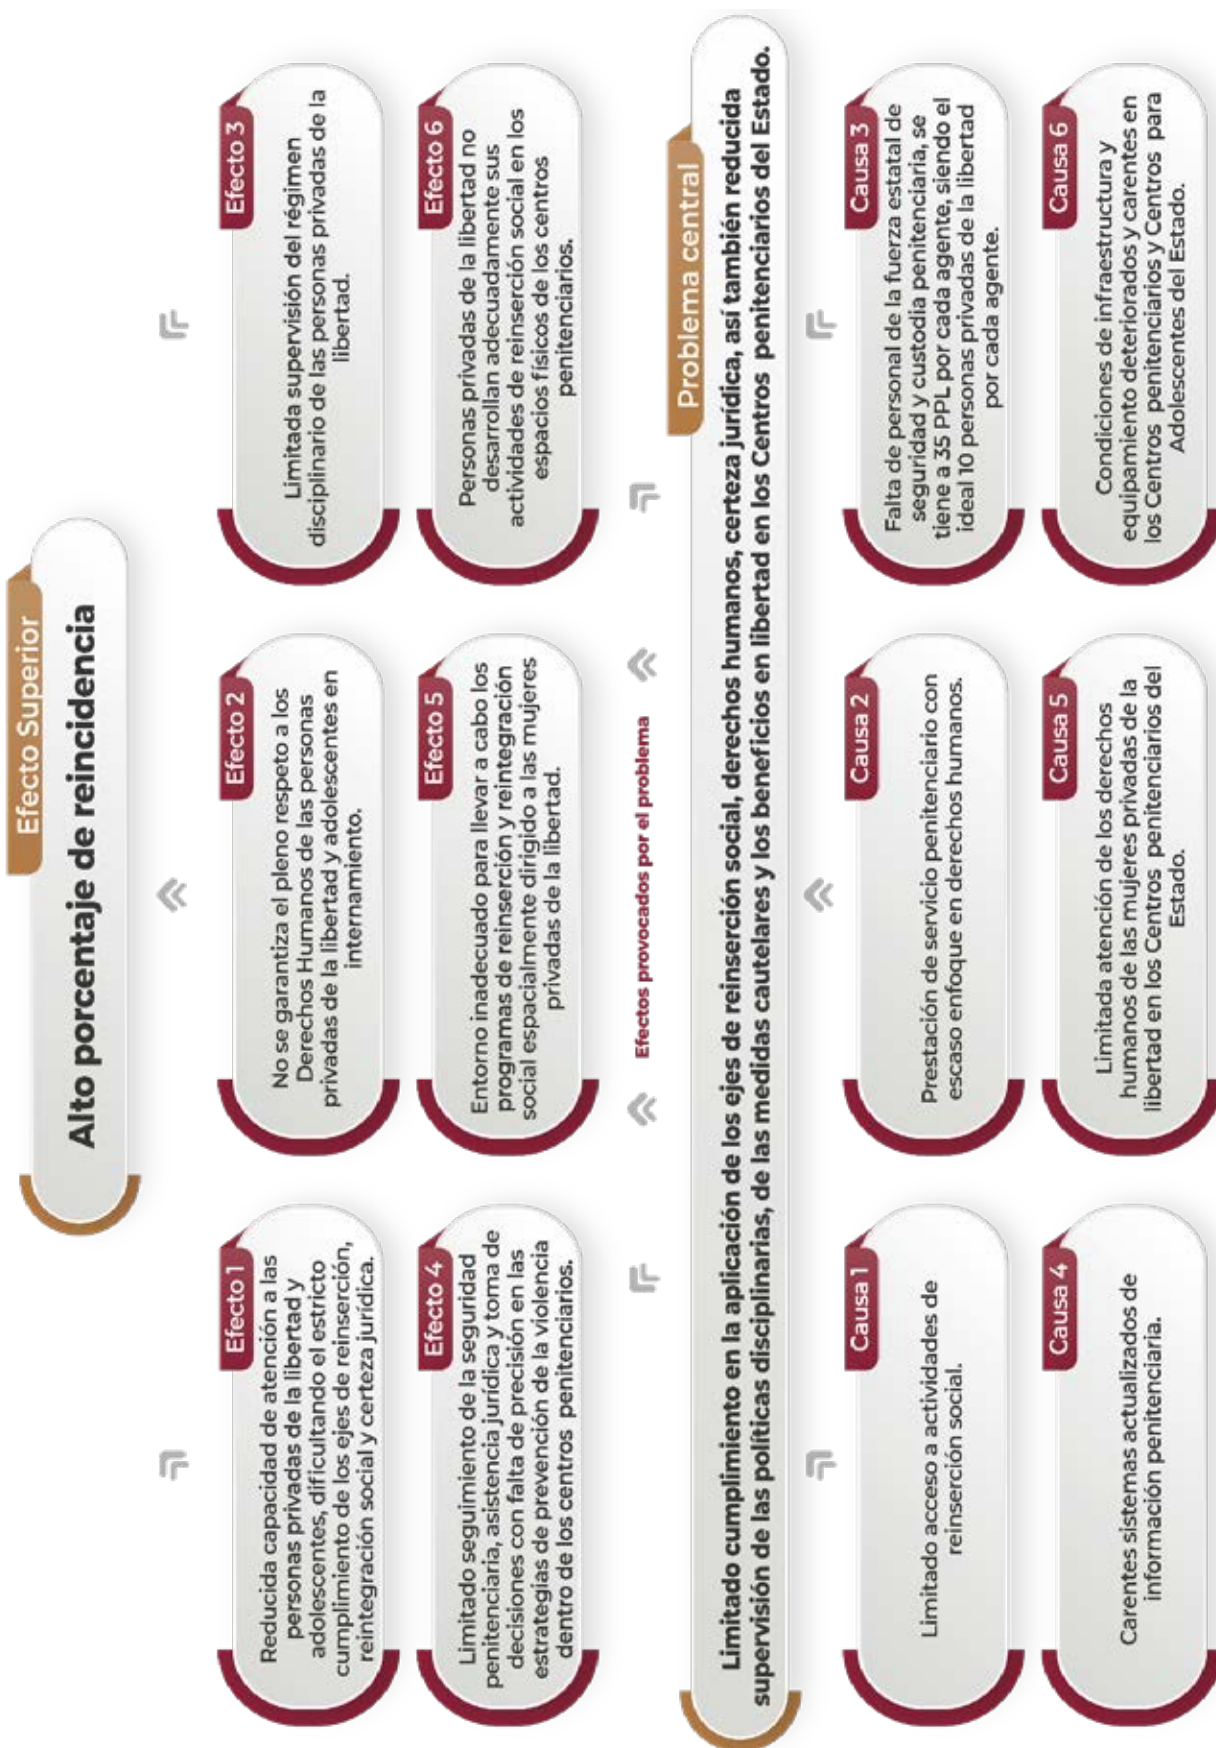 Efecto Superior
Alto porcentaje de reincidencia
Efecto 1
Reducida capacidad de atención a las
personas privadas de la libertad y
adolescentes, dificultando el estricto
cumplimiento de los ejes de reinserción,
reintegración social y certeza jurídica.
Efecto 2
No se garantiza el pleno respeto a los
Derechos Humanos de las personas
privadas de la libertad y adolescentes en
internamiento.
Efecto 3
Limitada supervisión del régimen
disciplinario de las personas privadas de la
libertad.
Efecto 4
Limitado seguimiento de la seguridad
penitenciaria, asistencia jurídica y toma de
decisiones con falta de precisión en las
estrategias de prevención de la violencia
dentro de los centros penitenciarios.
Efecto 5
Entorno inadecuado para llevar a cabo los
programas de reinserción y reintegración
social espacialmente dirigido a las mujeres
privadas de la libertad.
Efecto 6
Personas privadas de la libertad no
desarrollan adecuadamente sus
actividades de reinserción social en los
espacios físicos de los centros
penitenciarios.
Efectos provocados por el problema
Problema central
Limitado cumplimiento en la aplicación de los ejes de reinserción social, derechos humanos, certeza jurídica, así también reducida
supervisión de las políticas disciplinarias, de las medidas cautelares y los beneficios en libertad en los Centros penitenciarios del Estado.
Causa 1
Limitado acceso a actividades de
reinserción social.
Causa 2
Prestación de servicio penitenciario con
escaso enfoque en derechos humanos.
Causa 3
Falta de personal de la fuerza estatal de
seguridad y custodia penitenciaria, se
tiene a 35 PPL por cada agente, siendo el
ideal 10 personas privadas de la libertad
por cada agente.
Causa 4
Carentes sistemas actualizados de
información penitenciaria.
Causa 5
Limitada atención de los derechos
humanos de las mujeres privadas de la
libertad en los Centros penitenciarios del
Estado.
Causa 6
Condiciones de infraestructura y
equipamiento deteriorados y carentes en
los Centros penitenciarios y Centros para
Adolescentes del Estado.